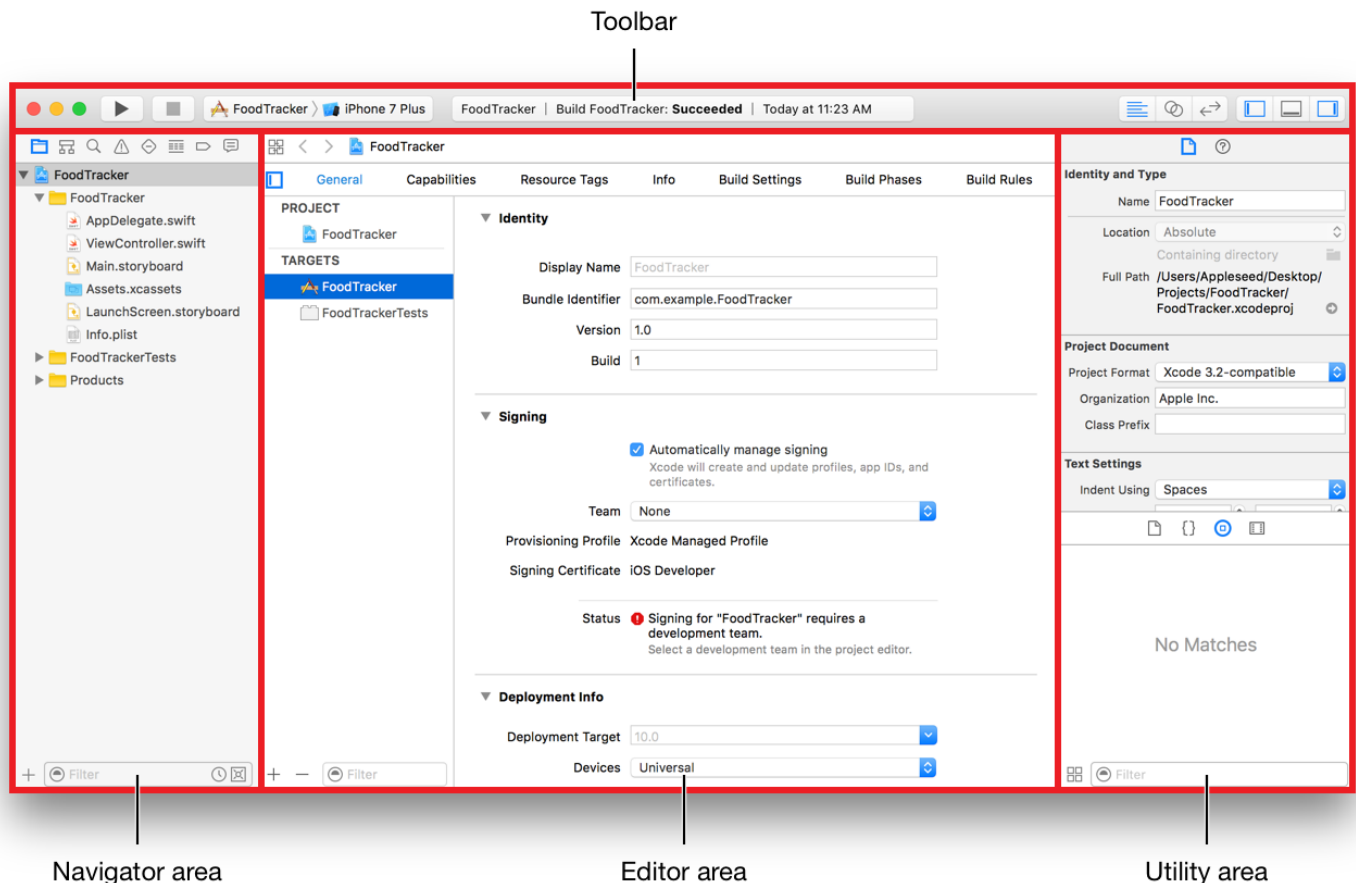 Toolbar
FoodTracker 〉 iPhone 7 Plus
FoodTracker | Build FoodTracker: Succeeded | Today at 11:23 AM
FoodTracker
FoodTracker
AppDelegate.swift
ViewController.swift
Main.storyboard
Assets.xcassets
LaunchScreen.storyboard
Info.plist
FoodTrackerTests
Products
Filter
FoodTracker
General Capabilities Resource Tags Info Build Settings Build Phases Build Rules
PROJECT
FoodTracker
TARGETS
FoodTracker
FoodTrackerTests
Filter
Identity
Display Name FoodTracker
Bundle Identifier com.example.FoodTracker
Version 1.0
Build 1
Signing
Automatically manage signing
Xcode will create and update profiles, app IDs, and
certificates.
Team None
Provisioning Profile Xcode Managed Profile
Signing Certificate iOS Developer
Status Signing for "FoodTracker" requires a
development team.
Select a development team in the project editor.
Deployment Info
Deployment Target 10.0
Devices Universal
Identity and Type
Name FoodTracker
Location Absolute
Containing directory
Full Path /Users/Appleseed/Desktop/
Projects/FoodTracker/
FoodTracker.xcodeproj
Project Document
Project Format Xcode 3.2-compatible
Organization Apple Inc.
Class Prefix
Text Settings
Indent Using Spaces
{}
No Matches
Filter
Navigator area
Editor area
Utility area